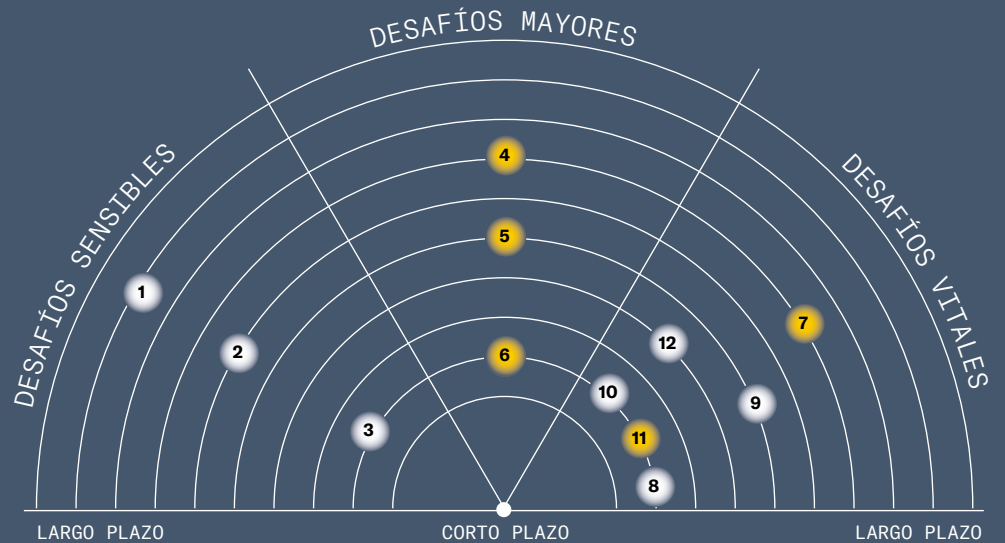 DESAFÍOS MAYORES
DESAFÍOS SENSIBLES
DESAFÍOS VITALES
4
5
1
7
12
2
6
10
9
3
11
8
LARGO PLAZO
CORTO PLAZO
LARGO PLAZO